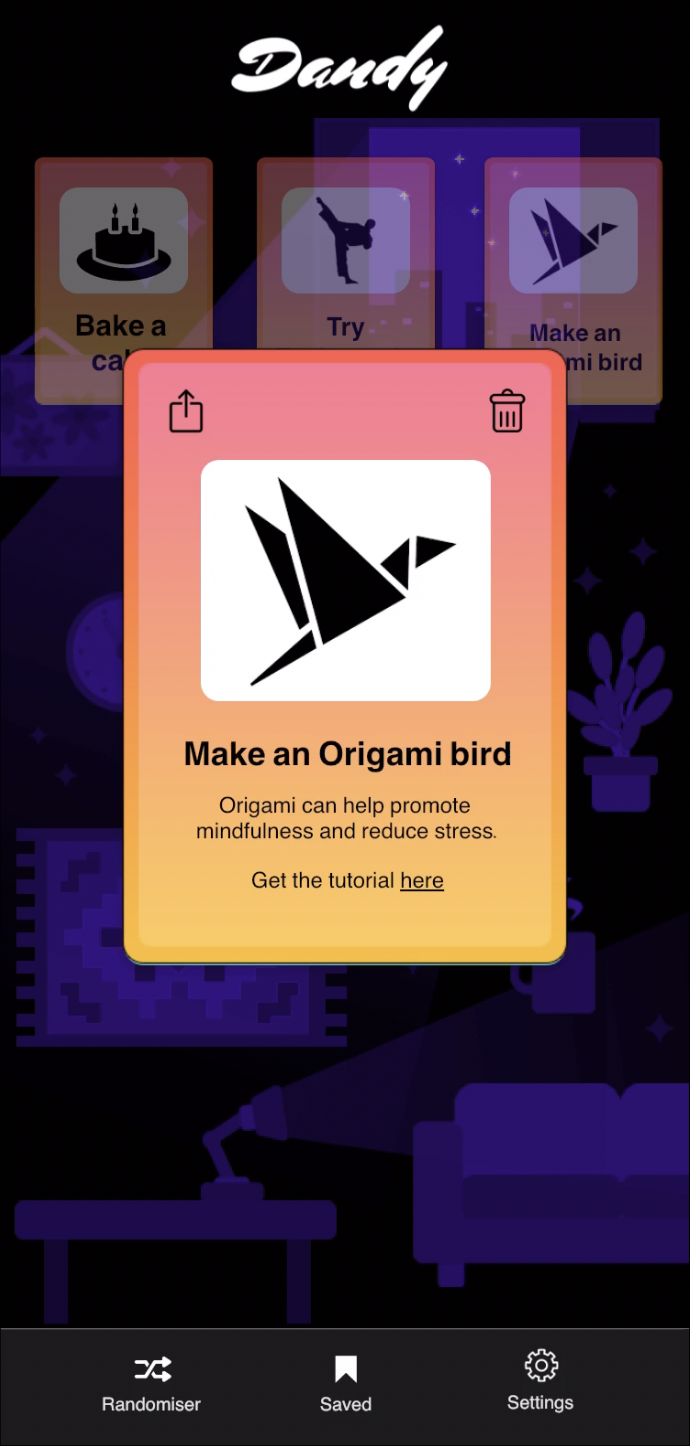 Dandy
Bake a
Try
Make an
mi bird
Make an Origami bird
Origami can help promote
mindfulness and reduce stress.
Get the tutorial here
Randomiser
Saved
Settings